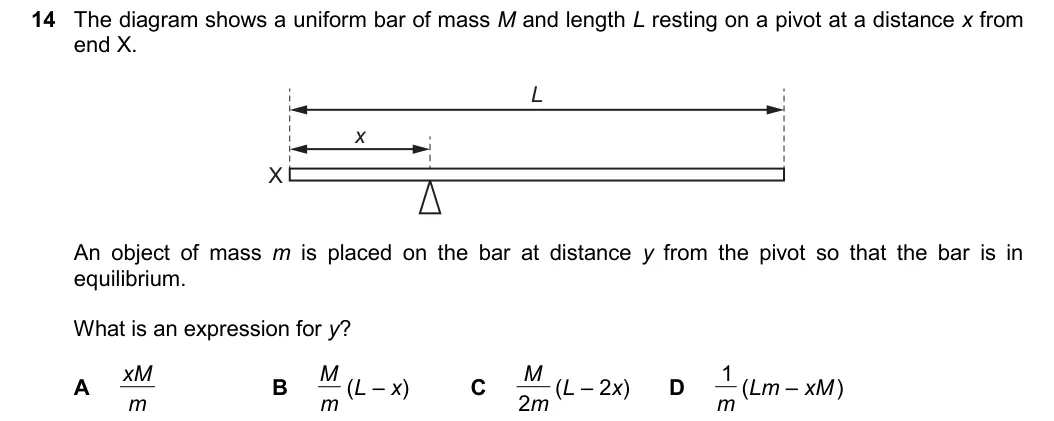 14 The diagram shows a uniform bar of mass M and length L resting on a pivot at a distance x from
end X.
L
x
X
An object of mass m is placed on the bar at distance y from the pivot so that the bar is in
equilibrium.
What is an expression for y?
A xM/m B M/m (L – x) C M/2m (L – 2x) D 1/m (Lm – xM)